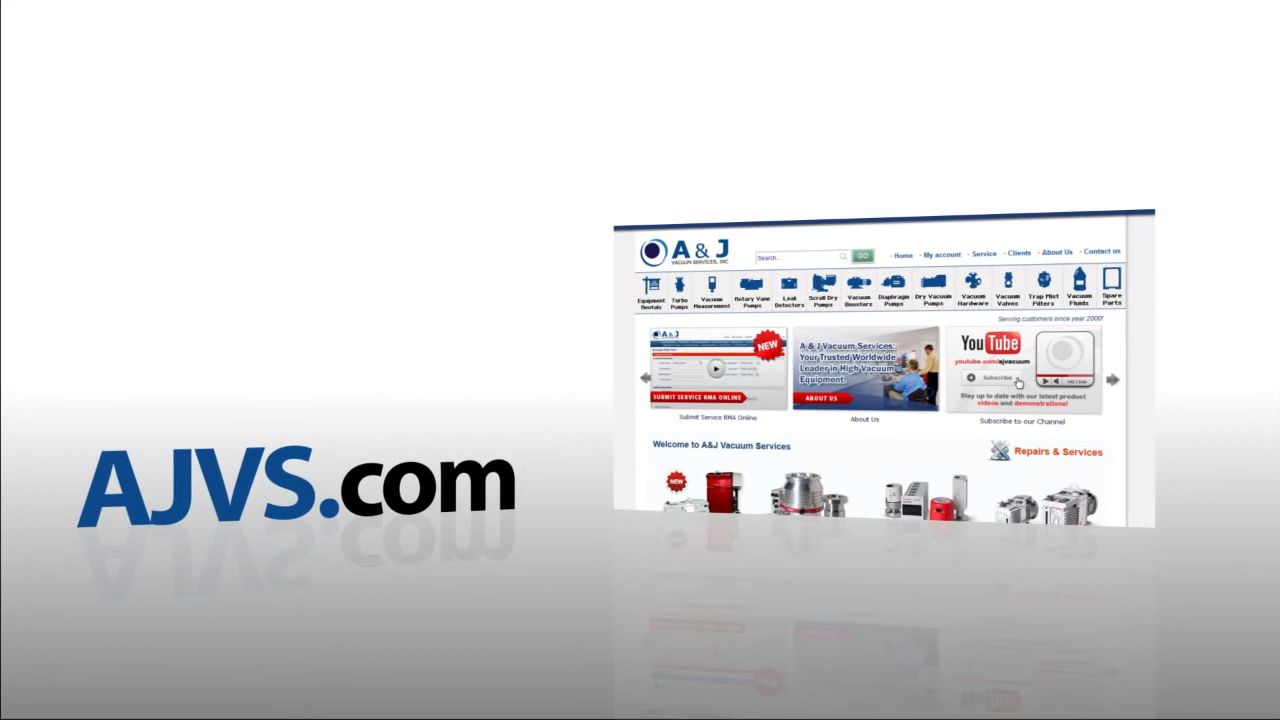 AJVS.com
A & J
VACUUM SERVICES, INC
Search...
GO
Home
My account
Service
Clients
About Us
Contact us
Equipment
Rentals
Turbo
Pumps
Vacuum
Measurement
Rotary Vane
Pumps
Leak
Detectors
Scroll Dry
Pumps
Vacuum
Boosters
Diaphragm
Pumps
Dry Vacuum
Pumps
Vacuum
Hardware
Vacuum
Valves
Trap Mist
Filters
Vacuum
Fluids
Spare
Parts
Serving customers since year 2000!
A & J
NEW
SUBMIT SERVICE RMA ONLINE
Submit Service RMA Online
A & J Vacuum Services:
Your Trusted Worldwide
Leader in High Vacuum
Equipment.
ABOUT US
About Us
YouTube
youtube.com/ajvacuum
Subscribe
Stay up to date with our latest product
videos and demonstrations!
Subscribe to our Channel
Welcome to A&J Vacuum Services
Repairs & Services
NEW